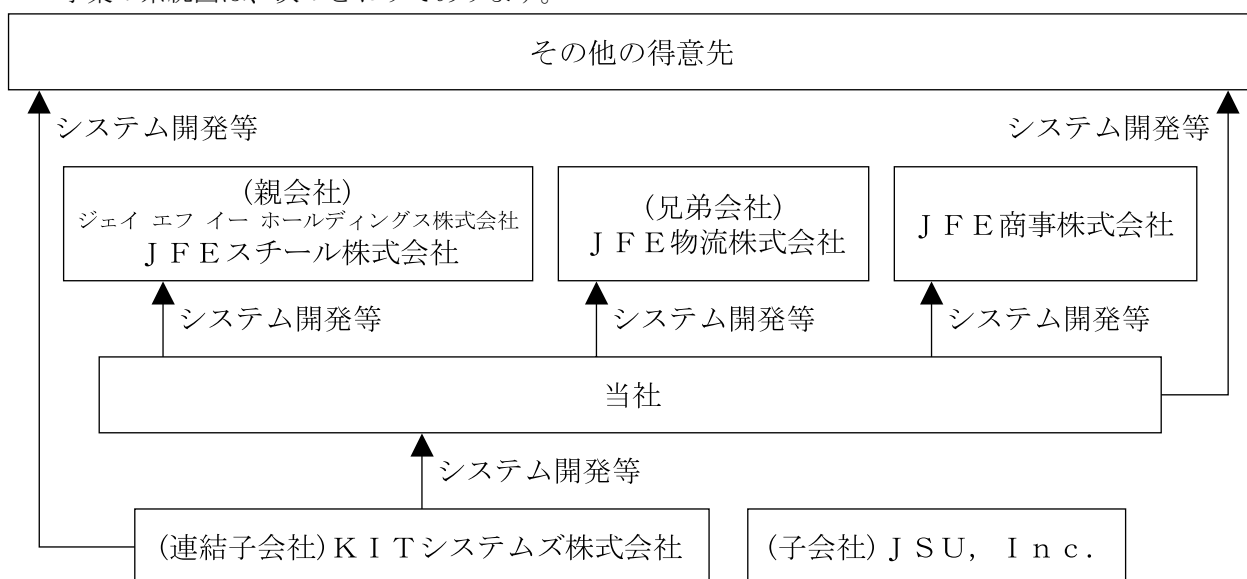 事業の系統図は、次のとおりであります。
その他の得意先
システム開発等
システム開発等
(親会社)
ジェイ エフ イー ホールディングス株式会社
ＪＦＥスチール株式会社
(兄弟会社)
ＪＦＥ物流株式会社
ＪＦＥ商事株式会社
システム開発等
システム開発等
システム開発等
当社
システム開発等
(連結子会社)ＫＩＴシステムズ株式会社
(子会社)ＪＳＵ, Ｉｎｃ.